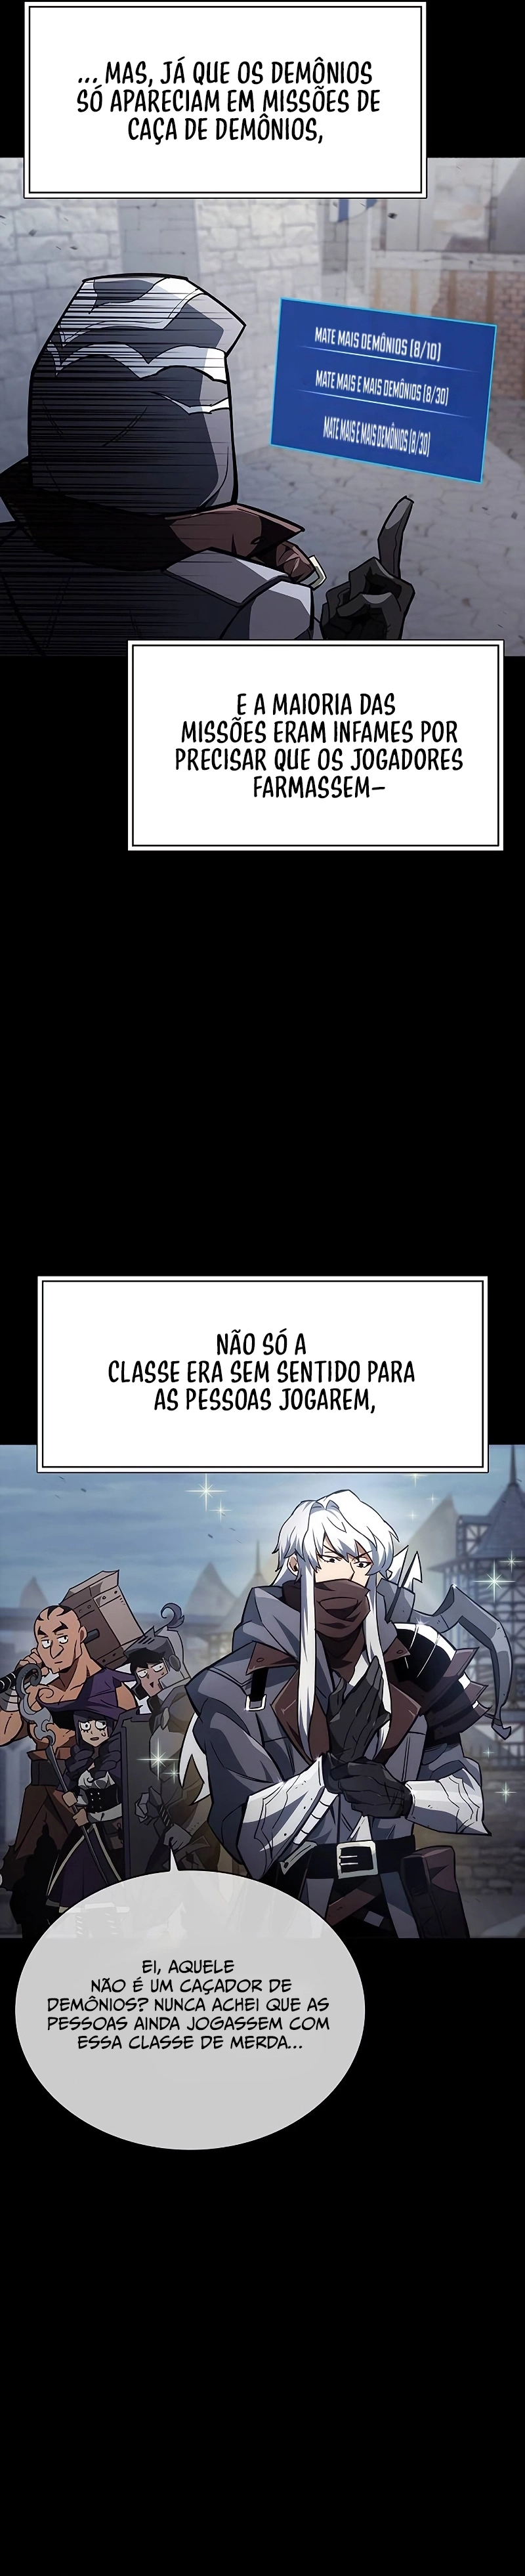 ... MAS, JÁ QUE OS DEMÔNIOS
SÓ APARECIAM EM MISSÕES DE
CAÇA DE DEMÔNIOS,
MATE MAIS DEMÔNIOS (8/10)
MATE MAIS E MAIS DEMÔNIOS (8/30)
MATE MAIS E MAIS DEMÔNIOS (8/30)
E A MAIORIA DAS
MISSÕES ERAM INFAMES POR
PRECISAR QUE OS JOGADORES
FARMASSEM-
NÃO SÓ A
CLASSE ERA SEM SENTIDO PARA
AS PESSOAS JOGAREM,
EI, AQUELE
NÃO É UM CAÇADOR DE
DEMÔNIOS? NUNCA ACHEI QUE AS
PESSOAS AINDA JOGASSEM COM
ESSA CLASSE DE MERDA...